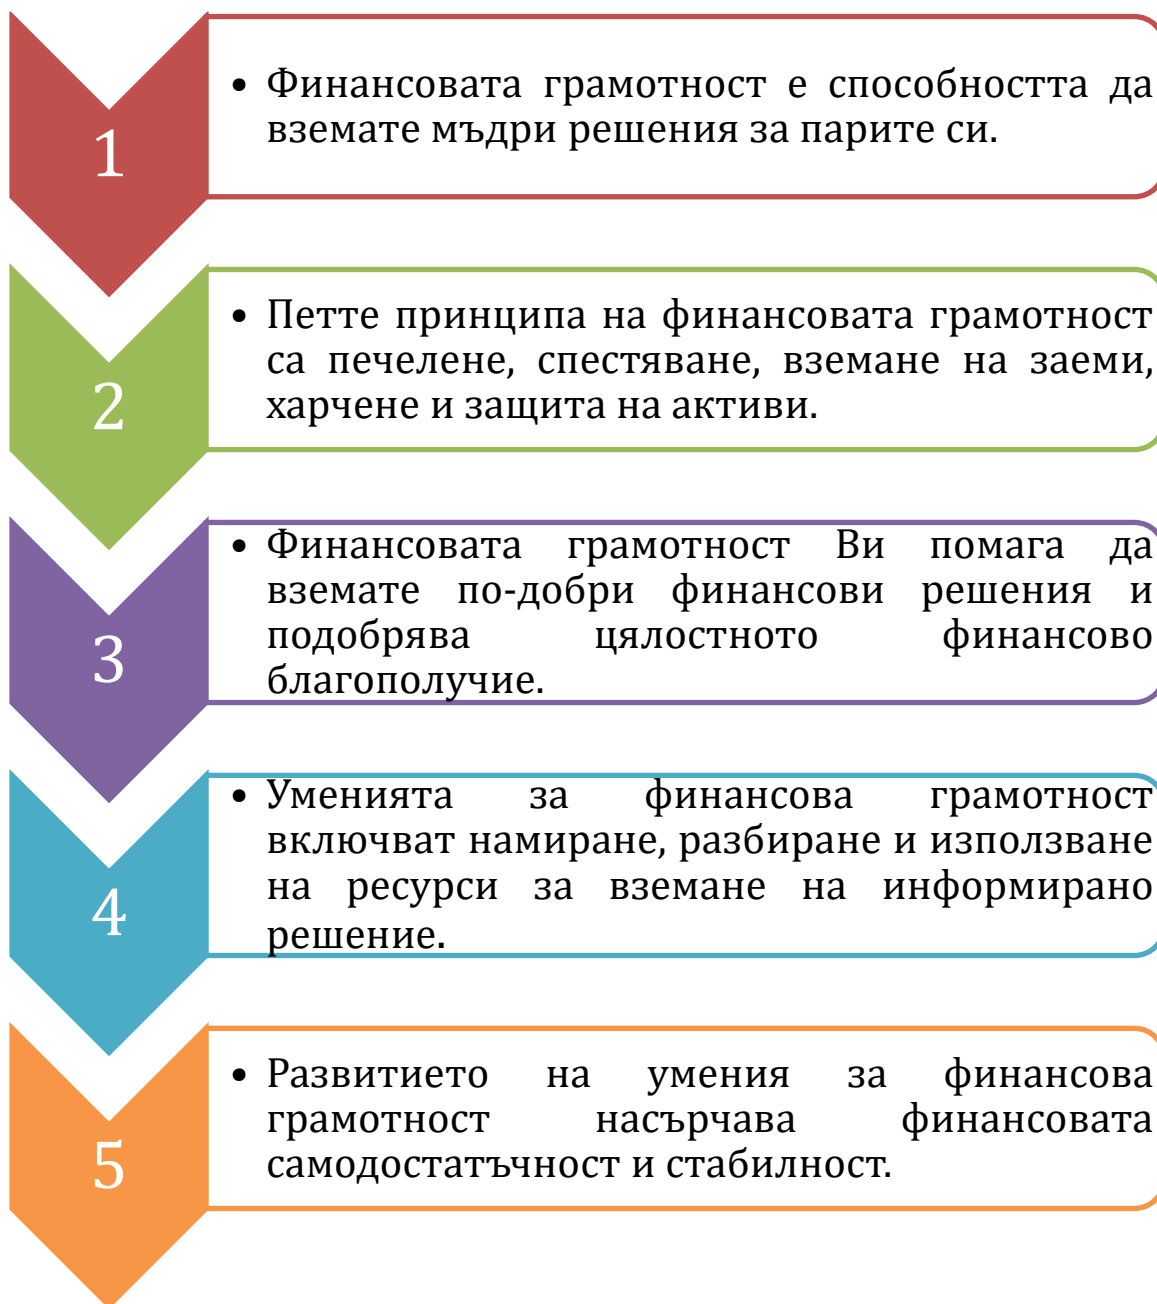 1
• Финансовата грамотност е способността да
вземате мъдри решения за парите си.
2
• Петте принципа на финансовата грамотност
са печелене, спестяване, вземане на заеми,
харчене и защита на активи.
3
• Финансовата грамотност Ви помага да
вземате по-добри финансови решения и
подобрява цялостното финансово
благополучие.
4
• Уменията за финансова грамотност
включват намиране, разбиране и използване
на ресурси за вземане на информирано
решение.
5
• Развитието на умения за финансова
грамотност насърчава финансовата
самодостатъчност и стабилност.